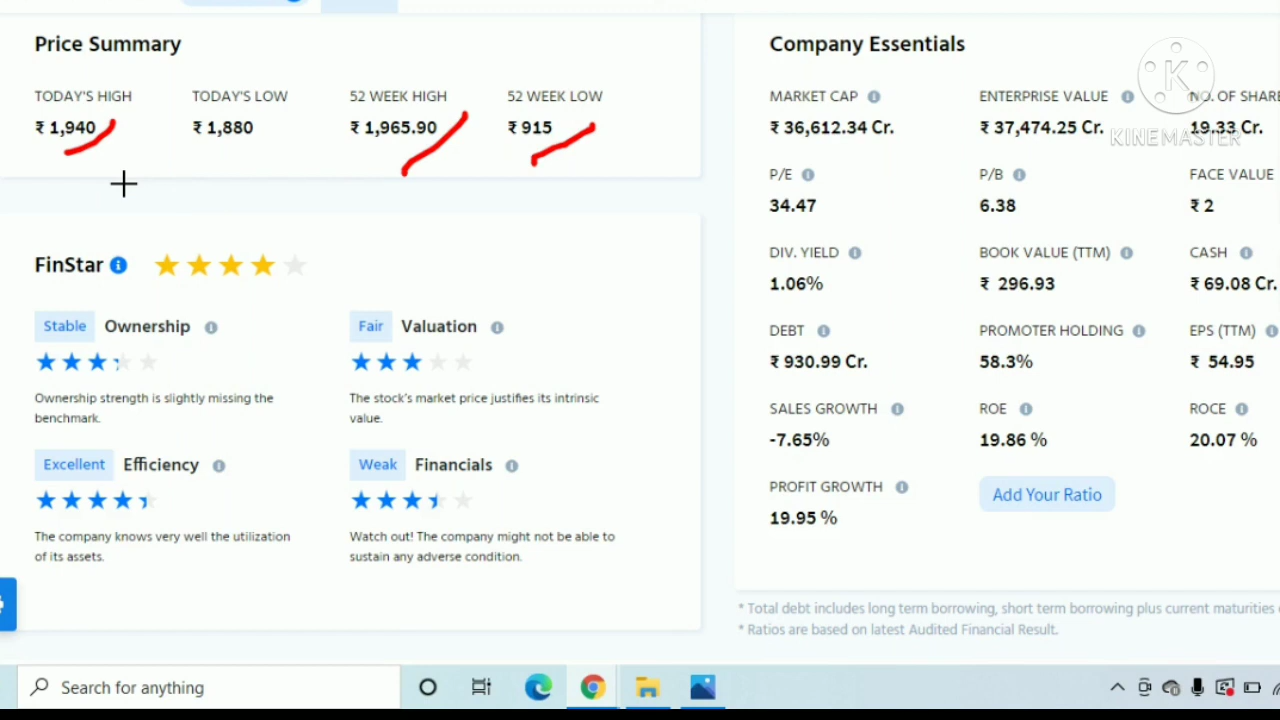 Price Summary
TODAY'S HIGH TODAY'S LOW 52 WEEK HIGH 52 WEEK LOW
₹ 1,940 ₹ 1,880 ₹ 1,965.90 ₹ 915
FinStar
Stable Ownership
Ownership strength is slightly missing the
benchmark.
Fair Valuation
The stock's market price justifies its intrinsic
value.
Excellent Efficiency
The company knows very well the utilization
of its assets.
Weak Financials
Watch out! The company might not be able to
sustain any adverse condition.
Company Essentials
MARKET CAP ENTERPRISE VALUE NO. OF SHARE
₹ 36,612.34 Cr. ₹ 37,474.25 Cr. 19.33 Cr.
K
KINEMASTER
P/E P/B FACE VALUE
34.47 6.38 ₹ 2
DIV. YIELD BOOK VALUE (TTM) CASH
1.06% ₹ 296.93 ₹ 69.08 Cr.
DEBT PROMOTER HOLDING EPS (TTM)
₹ 930.99 Cr. 58.3% ₹ 54.95
SALES GROWTH ROE ROCE
-7.65% 19.86 % 20.07 %
PROFIT GROWTH
19.95 %
Add Your Ratio
* Total debt includes long term borrowing, short term borrowing plus current maturities
* Ratios are based on latest Audited Financial Result.
Search for anything